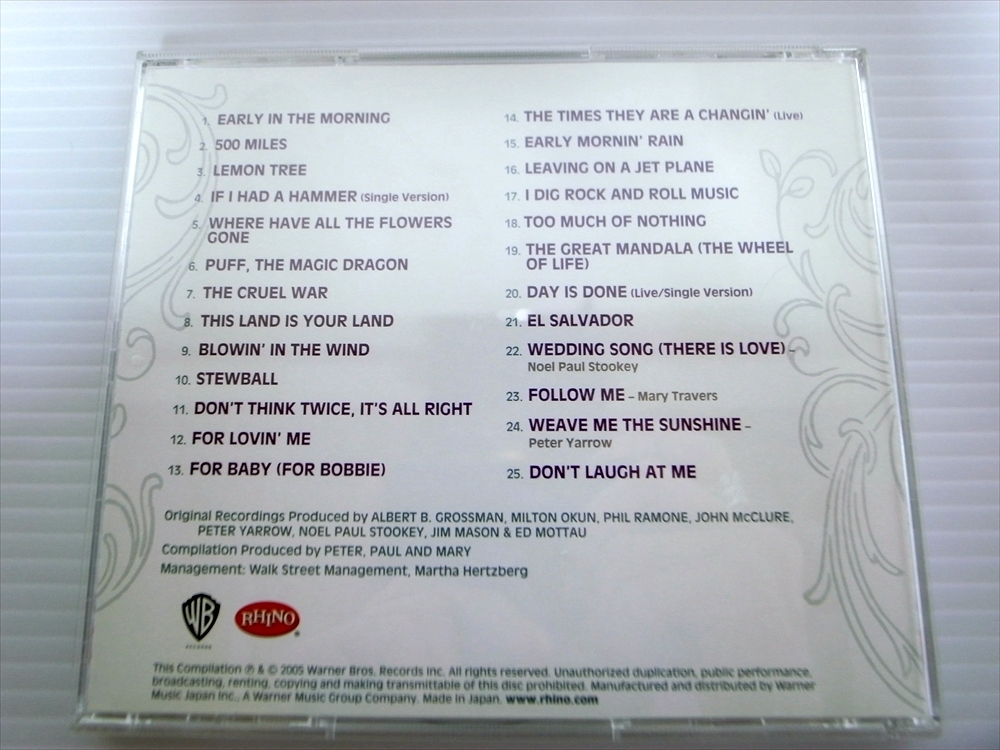 1. EARLY IN THE MORNING
2. 500 MILES
3. LEMON TREE
4. IF I HAD A HAMMER (Single Version)
5. WHERE HAVE ALL THE FLOWERS
GONE
6. PUFF, THE MAGIC DRAGON
7. THE CRUEL WAR
8. THIS LAND IS YOUR LAND
9. BLOWIN' IN THE WIND
10. STEWBALL
11. DON'T THINK TWICE, IT'S ALL RIGHT
12. FOR LOVIN' ME
13. FOR BABY (FOR BOBBIE)
14. THE TIMES THEY ARE A CHANGIN' (Live)
15. EARLY MORNIN' RAIN
16. LEAVING ON A JET PLANE
17. I DIG ROCK AND ROLL MUSIC
18. TOO MUCH OF NOTHING
19. THE GREAT MANDALA (THE WHEEL
OF LIFE)
20. DAY IS DONE (Live/Single Version)
21. EL SALVADOR
22. WEDDING SONG (THERE IS LOVE) –
Noel Paul Stookey
23. FOLLOW ME – Mary Travers
24. WEAVE ME THE SUNSHINE –
Peter Yarrow
25. DON'T LAUGH AT ME
Original Recordings Produced by ALBERT B. GROSSMAN, MILTON OKUN, PHIL RAMONE, JOHN McCLURE,
PETER YARROW, NOEL PAUL STOOKEY, JIM MASON & ED MOTTAU
Compilation Produced by PETER, PAUL AND MARY
Management: Walk Street Management, Martha Hertzberg
WB
RECORDS
RHINO
This Compilation ℗ & © 2005 Warner Bros. Records Inc. All rights reserved. Unauthorized duplication, public performance,
broadcasting, renting, copying and making transmittable of this disc prohibited. Manufactured and distributed by Warner
Music Japan Inc., A Warner Music Group Company. Made in Japan. www.rhino.com